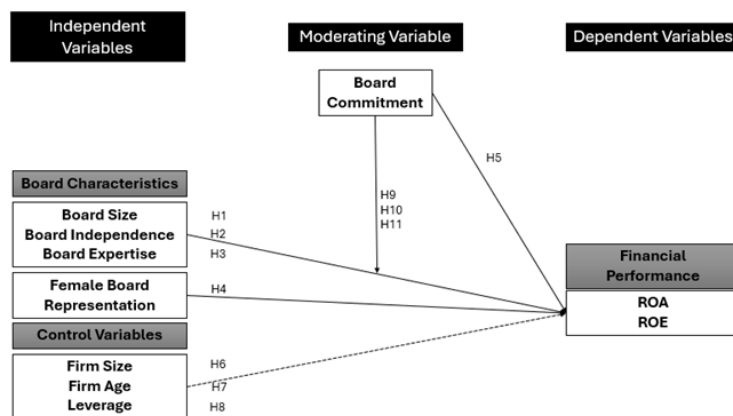 Independent
Variables
Moderating Variable
Dependent Variables
Board
Commitment
H5
Board Characteristics
H9
H10
H11
Board Size
Board Independence
Board Expertise
H1
H2
H3
Female Board
Representation
H4
Financial
Performance
ROA
ROE
Control Variables
Firm Size
Firm Age
Leverage
H6
H7
H8